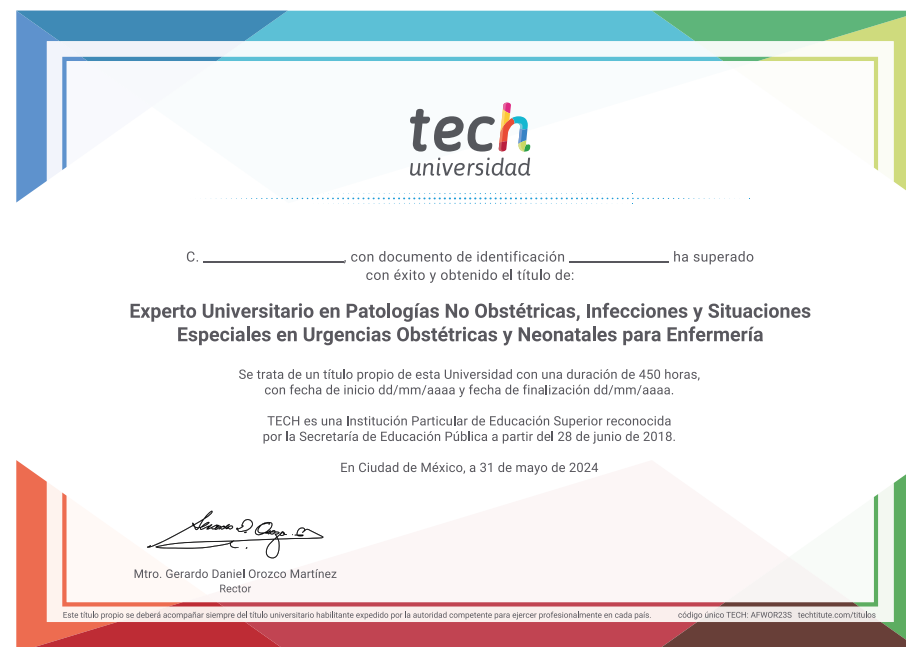 tech
universidad
C. ____________________, con documento de identificación ______________ ha superado
con éxito y obtenido el título de:
Experto Universitario en Patologías No Obstétricas, Infecciones y Situaciones
Especiales en Urgencias Obstétricas y Neonatales para Enfermería
Se trata de un título propio de esta Universidad con una duración de 450 horas,
con fecha de inicio dd/mm/aaaa y fecha de finalización dd/mm/aaaa.
TECH es una Institución Particular de Educación Superior reconocida
por la Secretaría de Educación Pública a partir del 28 de junio de 2018.
En Ciudad de México, a 31 de mayo de 2024
Mtro. Gerardo Daniel Orozco Martínez
Rector
Este título propio se deberá acompañar siempre del título universitario habilitante expedido por la autoridad competente para ejercer profesionalmente en cada país. código único TECH: AFWOR23S techtitute.com/titulos